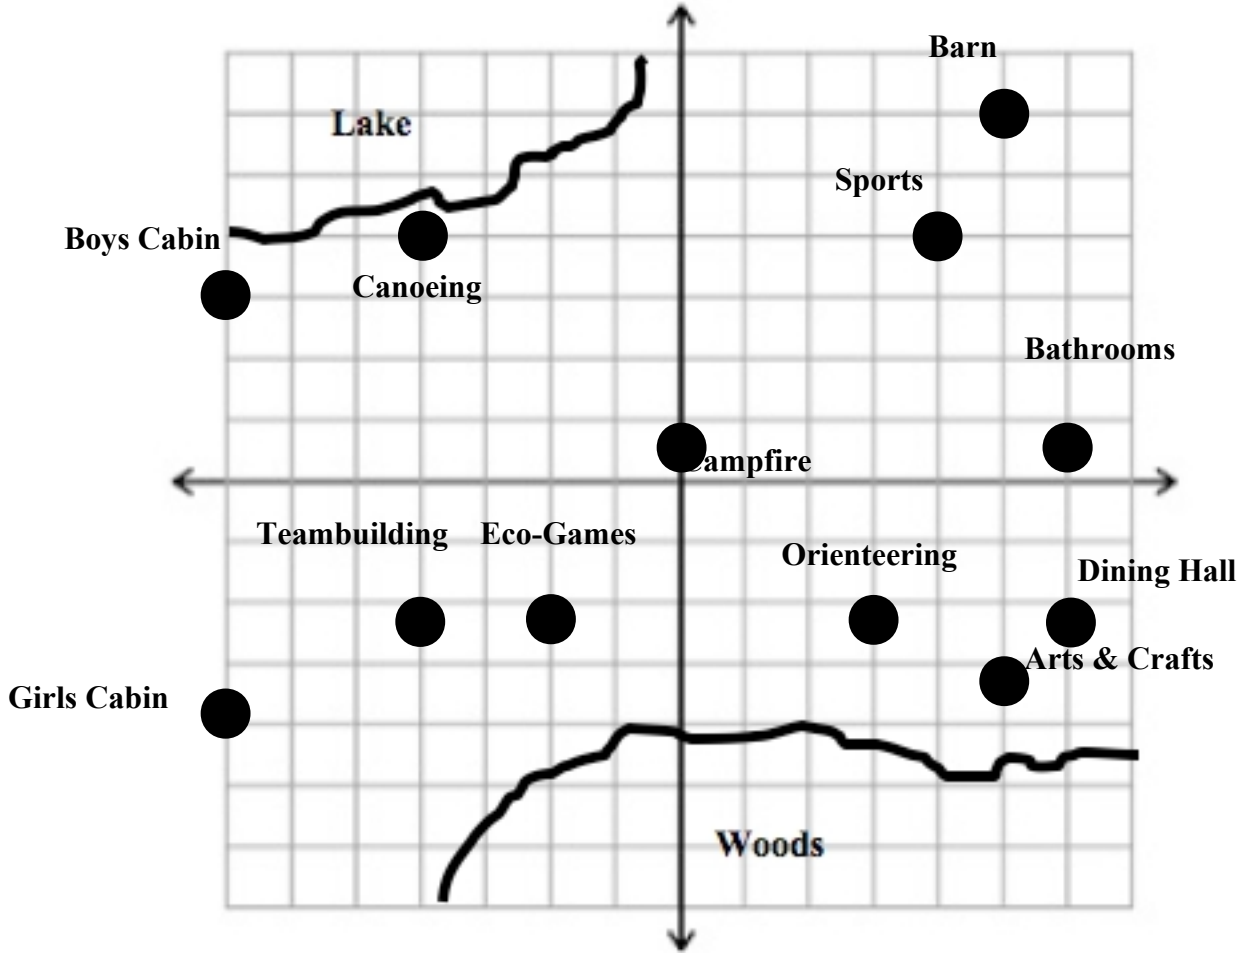 Barn
Lake
Sports
Boys Cabin
Canoeing
Bathrooms
Campfire
Teambuilding
Eco-Games
Orienteering
Dining Hall
Arts & Crafts
Girls Cabin
Woods